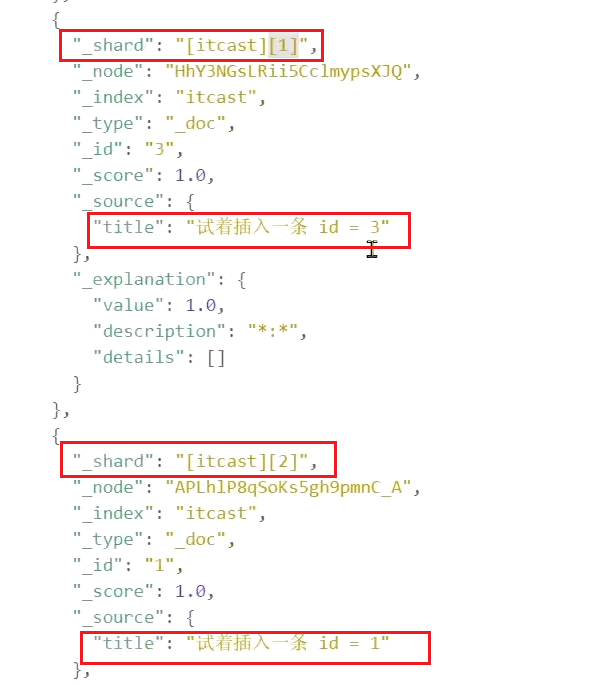 {
"_shard": "[itcast][1]",
"_node": "HhY3NGsLRii5CclmypsXJQ",
"_index": "itcast",
"_type": "_doc",
"_id": "3",
"_score": 1.0,
"_source": {
"title": "试着插入一条 id = 3"
},
"_explanation": {
"value": 1.0,
"description": "*:*",
"details": []
}
},
{
"_shard": "[itcast][2]",
"_node": "APLhlP8qSoKs5gh9pmnC_A",
"_index": "itcast",
"_type": "_doc",
"_id": "1",
"_score": 1.0,
"_source": {
"title": "试着插入一条 id = 1"
},